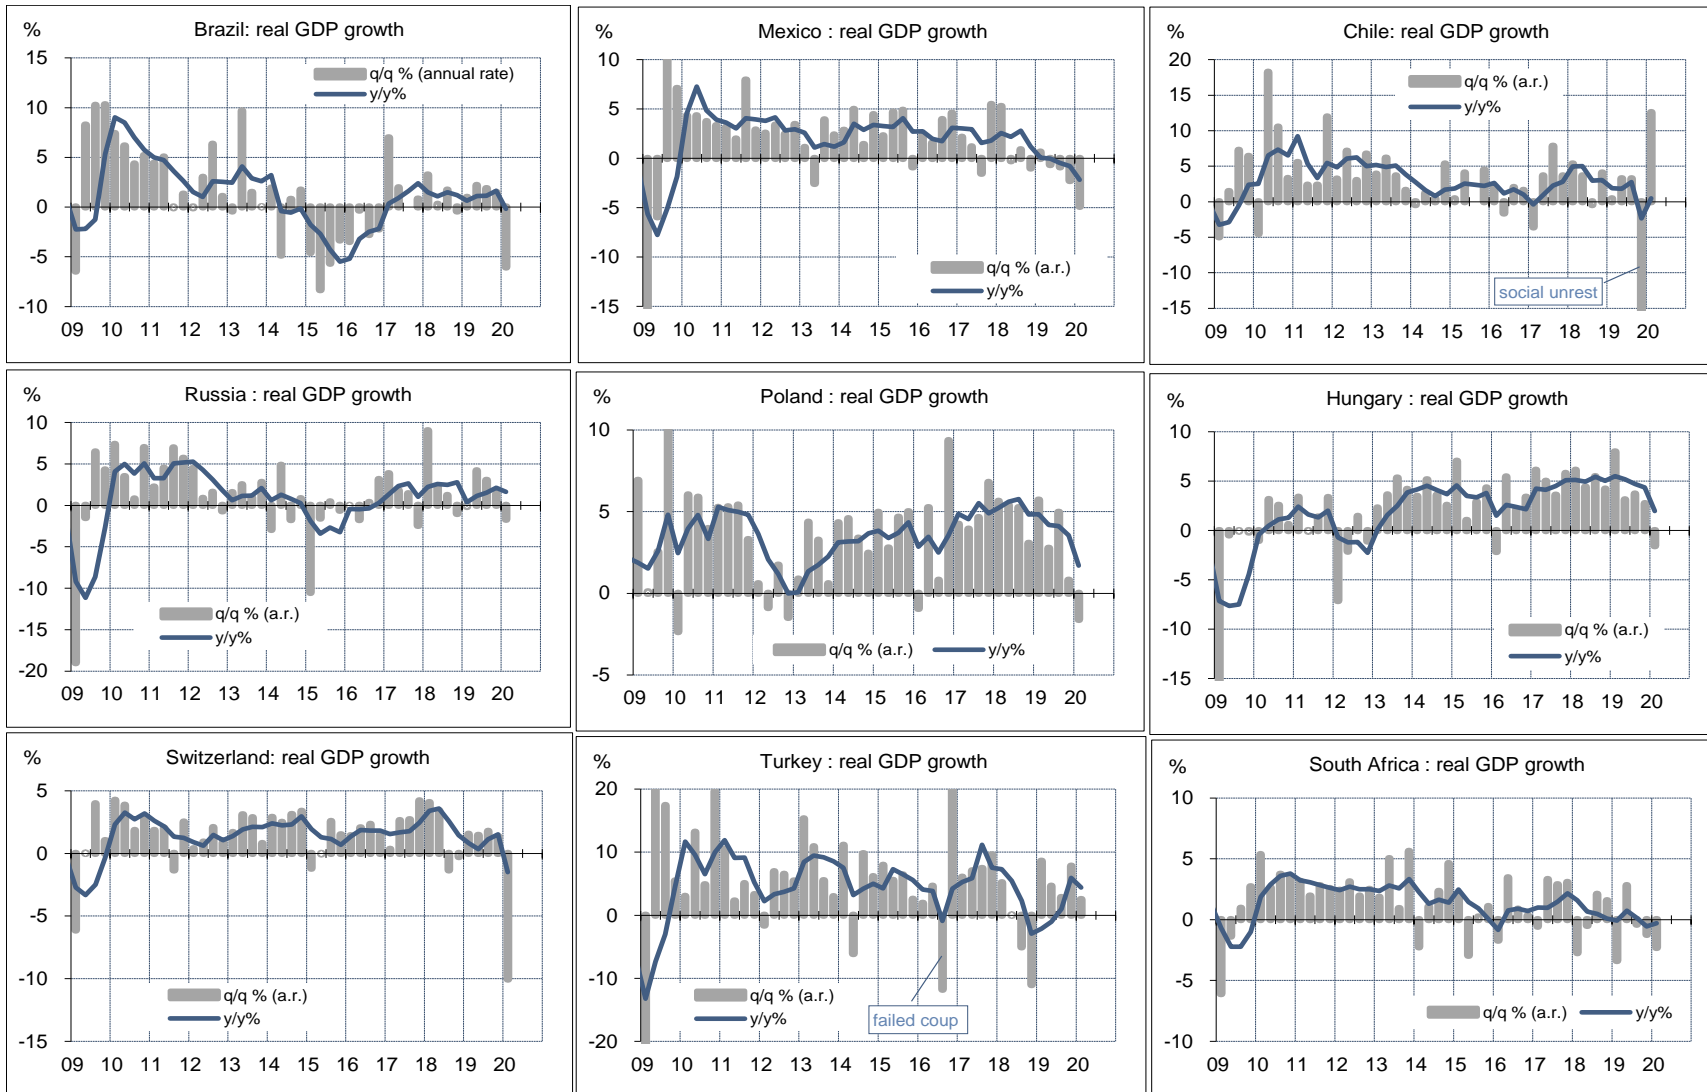 %
Brazil: real GDP growth
15
10
5
0
-5
-10
q/q % (annual rate)
y/y%
09 10 11 12 13 14 15 16 17 18 19 20
%
Mexico : real GDP growth
10
5
0
-5
-10
-15
q/q % (a.r.)
y/y%
09 10 11 12 13 14 15 16 17 18 19 20
%
Chile: real GDP growth
20
15
10
5
0
-5
-10
-15
q/q % (a.r.)
y/y%
social unrest
09 10 11 12 13 14 15 16 17 18 19 20
%
Russia : real GDP growth
10
5
0
-5
-10
-15
-20
q/q % (a.r.)
y/y%
09 10 11 12 13 14 15 16 17 18 19 20
%
Poland : real GDP growth
10
5
0
-5
q/q % (a.r.) y/y%
09 10 11 12 13 14 15 16 17 18 19 20
%
Hungary : real GDP growth
10
5
0
-5
-10
-15
q/q % (a.r.)
y/y%
09 10 11 12 13 14 15 16 17 18 19 20
%
Switzerland: real GDP growth
5
0
-5
-10
-15
q/q % (a.r.)
y/y%
09 10 11 12 13 14 15 16 17 18 19 20
%
Turkey : real GDP growth
20
10
0
-10
-20
q/q % (a.r.)
y/y%
failed coup
09 10 11 12 13 14 15 16 17 18 19 20
%
South Africa : real GDP growth
10
5
0
-5
-10
q/q % (a.r.) y/y%
09 10 11 12 13 14 15 16 17 18 19 20